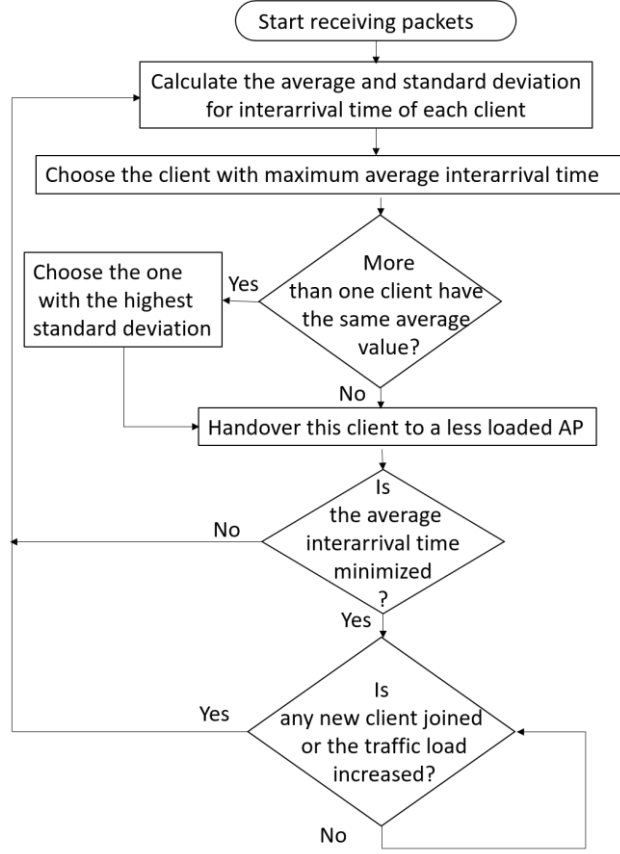 Start receiving packets
Calculate the average and standard deviation
for interarrival time of each client
Choose the client with maximum average interarrival time
More
than one client have
the same average
value?
Yes
Choose the one
with the highest
standard deviation
No
Handover this client to a less loaded AP
Is
the average
interarrival time
minimized
?
No
Yes
Is
any new client joined
or the traffic load
increased?
Yes
No